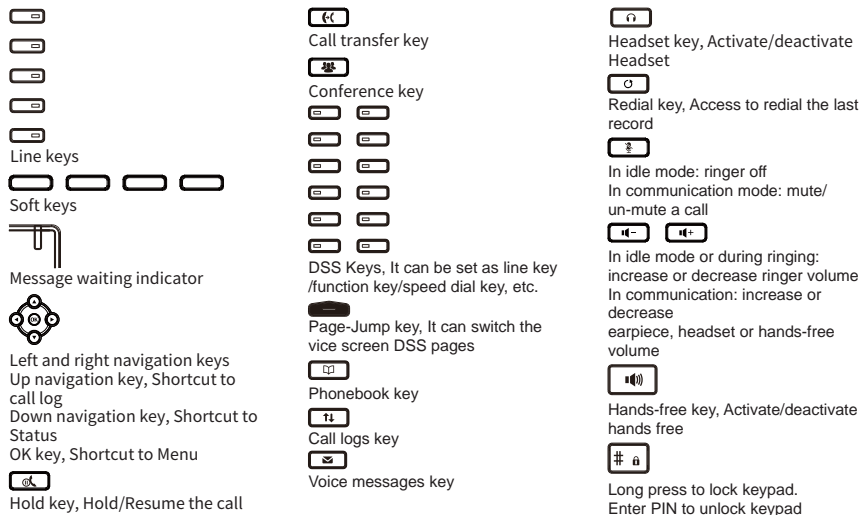 Line keys
Soft keys
Message waiting indicator
OK
Left and right navigation keys
Up navigation key, Shortcut to
call log
Down navigation key, Shortcut to
Status
OK key, Shortcut to Menu
Hold key, Hold/Resume the call
Call transfer key
Conference key
DSS Keys, It can be set as line key
/function key/speed dial key, etc.
Page-Jump key, It can switch the
vice screen DSS pages
Phonebook key
Call logs key
Voice messages key
Headset key, Activate/deactivate
Headset
Redial key, Access to redial the last
record
In idle mode: ringer off
In communication mode: mute/
un-mute a call
- +
In idle mode or during ringing:
increase or decrease ringer volume
In communication: increase or
decrease
earpiece, headset or hands-free
volume
Hands-free key, Activate/deactivate
hands free
#
Long press to lock keypad.
Enter PIN to unlock keypad